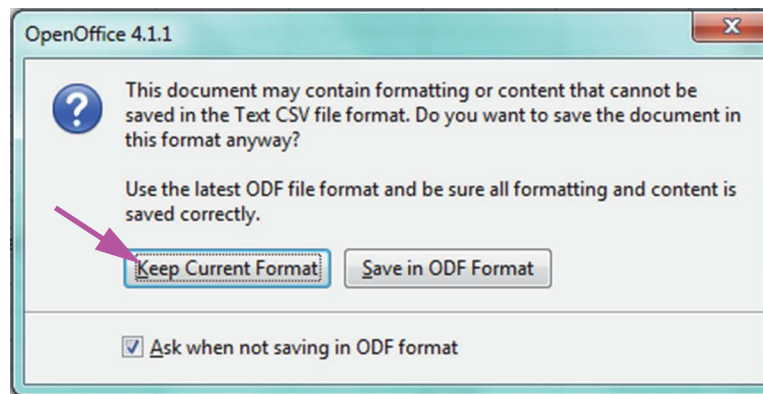 OpenOffice 4.1.1
This document may contain formatting or content that cannot be
saved in the Text CSV file format. Do you want to save the document in
this format anyway?
Use the latest ODF file format and be sure all formatting and content is
saved correctly.
Keep Current Format Save in ODF Format
Ask when not saving in ODF format